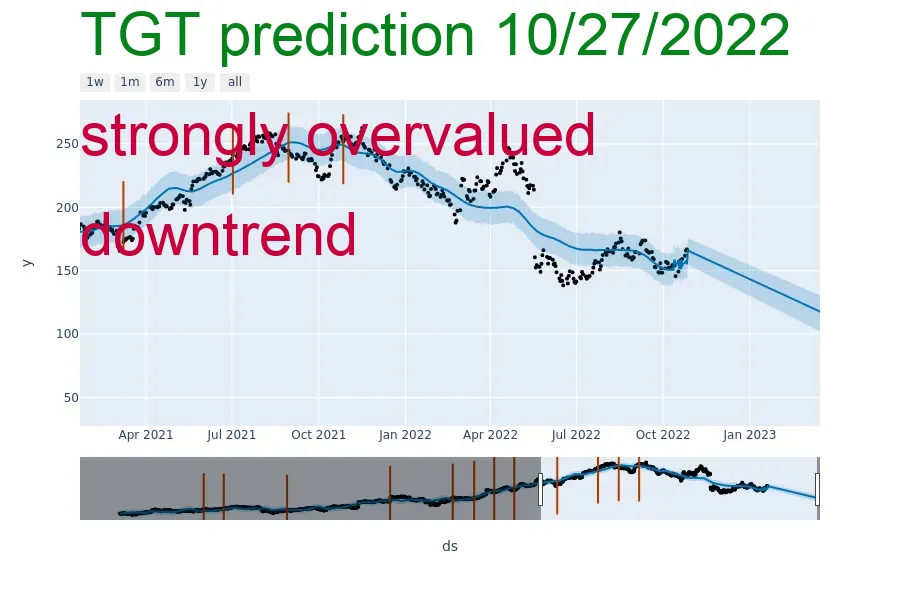 TGT prediction 10/27/2022
1w 1m 6m 1y all
strongly overvalued
downtrend
250
200
150
100
50
y
Apr 2021 Jul 2021 Oct 2021 Jan 2022 Apr 2022 Jul 2022 Oct 2022 Jan 2023
ds